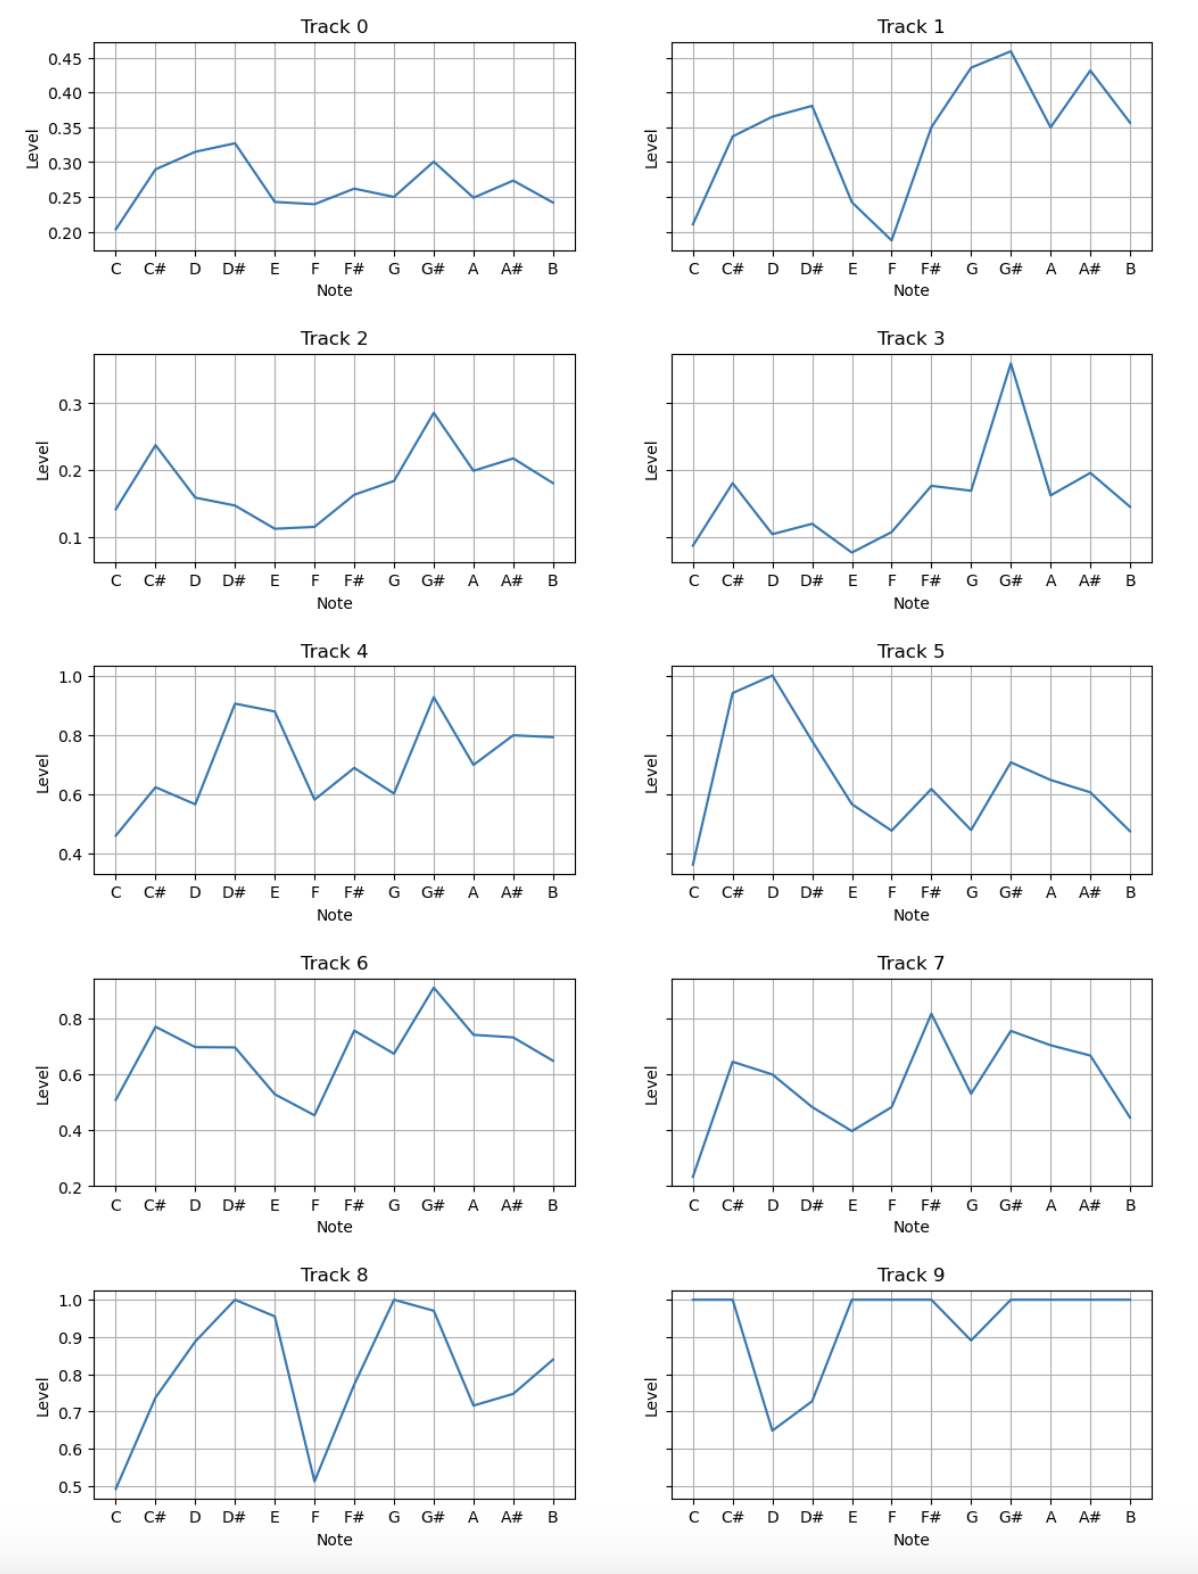 Track 0
Track 1
0.45
0.40
0.35
0.30
0.25
0.20
Level
Level
C C# D D# E F F# G G# A A# B
C C# D D# E F F# G G# A A# B
Note
Note
Track 2
Track 3
0.3
0.2
0.1
Level
Level
C C# D D# E F F# G G# A A# B
C C# D D# E F F# G G# A A# B
Note
Note
Track 4
Track 5
1.0
0.8
0.6
0.4
Level
Level
C C# D D# E F F# G G# A A# B
C C# D D# E F F# G G# A A# B
Note
Note
Track 6
Track 7
0.8
0.6
0.4
0.2
Level
Level
C C# D D# E F F# G G# A A# B
C C# D D# E F F# G G# A A# B
Note
Note
Track 8
Track 9
1.0
0.9
0.8
0.7
0.6
0.5
Level
Level
C C# D D# E F F# G G# A A# B
C C# D D# E F F# G G# A A# B
Note
Note